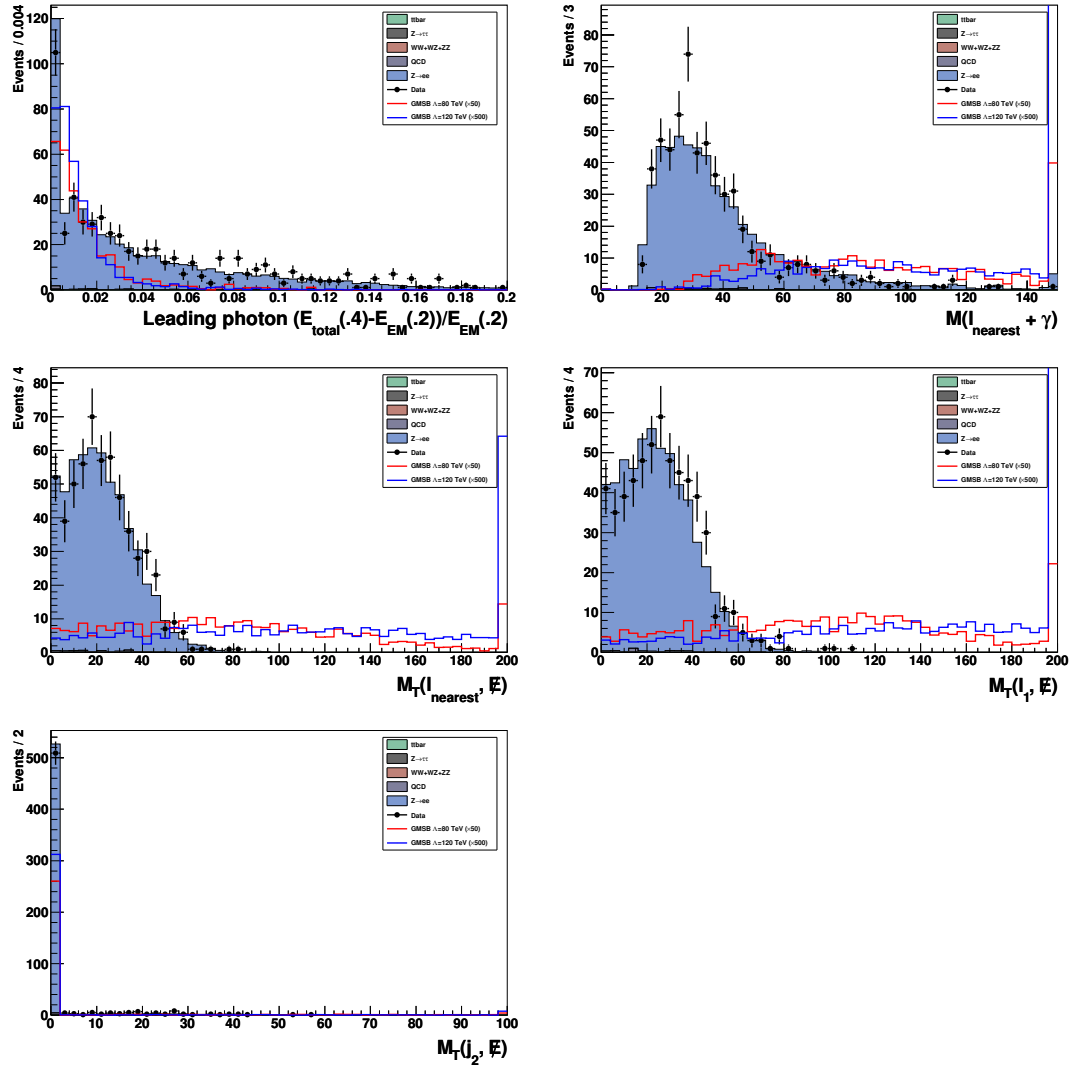 Events / 0.004
120
100
80
60
40
20
0
0 0.02 0.04 0.06 0.08 0.1 0.12 0.14 0.16 0.18 0.2
Leading photon (E_total(.4)-E_EM(.2))/E_EM(.2)
ttbar
Z→ττ
WW+WZ+ZZ
QCD
Z→ee
Data
GMSB Λ=80 TeV (×50)
GMSB Λ=120 TeV (×500)
Events / 3
80
70
60
50
40
30
20
10
0
0 20 40 60 80 100 120 140
M(l_nearest + γ)
ttbar
Z→ττ
WW+WZ+ZZ
QCD
Z→ee
Data
GMSB Λ=80 TeV (×50)
GMSB Λ=120 TeV (×500)
Events / 4
80
70
60
50
40
30
20
10
0
0 20 40 60 80 100 120 140 160 180 200
M_T(l_nearest, E̸)
ttbar
Z→ττ
WW+WZ+ZZ
QCD
Z→ee
Data
GMSB Λ=80 TeV (×50)
GMSB Λ=120 TeV (×500)
Events / 4
70
60
50
40
30
20
10
0
0 20 40 60 80 100 120 140 160 180 200
M_T(l_1, E̸)
ttbar
Z→ττ
WW+WZ+ZZ
QCD
Z→ee
Data
GMSB Λ=80 TeV (×50)
GMSB Λ=120 TeV (×500)
Events / 2
500
400
300
200
100
0
0 10 20 30 40 50 60 70 80 90 100
M_T(j_2, E̸)
ttbar
Z→ττ
WW+WZ+ZZ
QCD
Z→ee
Data
GMSB Λ=80 TeV (×50)
GMSB Λ=120 TeV (×500)